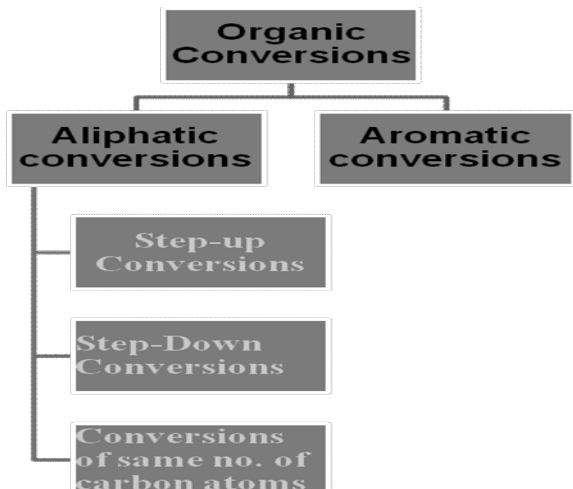 Organic
Conversions
Aliphatic
conversions
Aromatic
conversions
Step-up
Conversions
Step-Down
Conversions
Conversions
of same no. of
carbon atoms